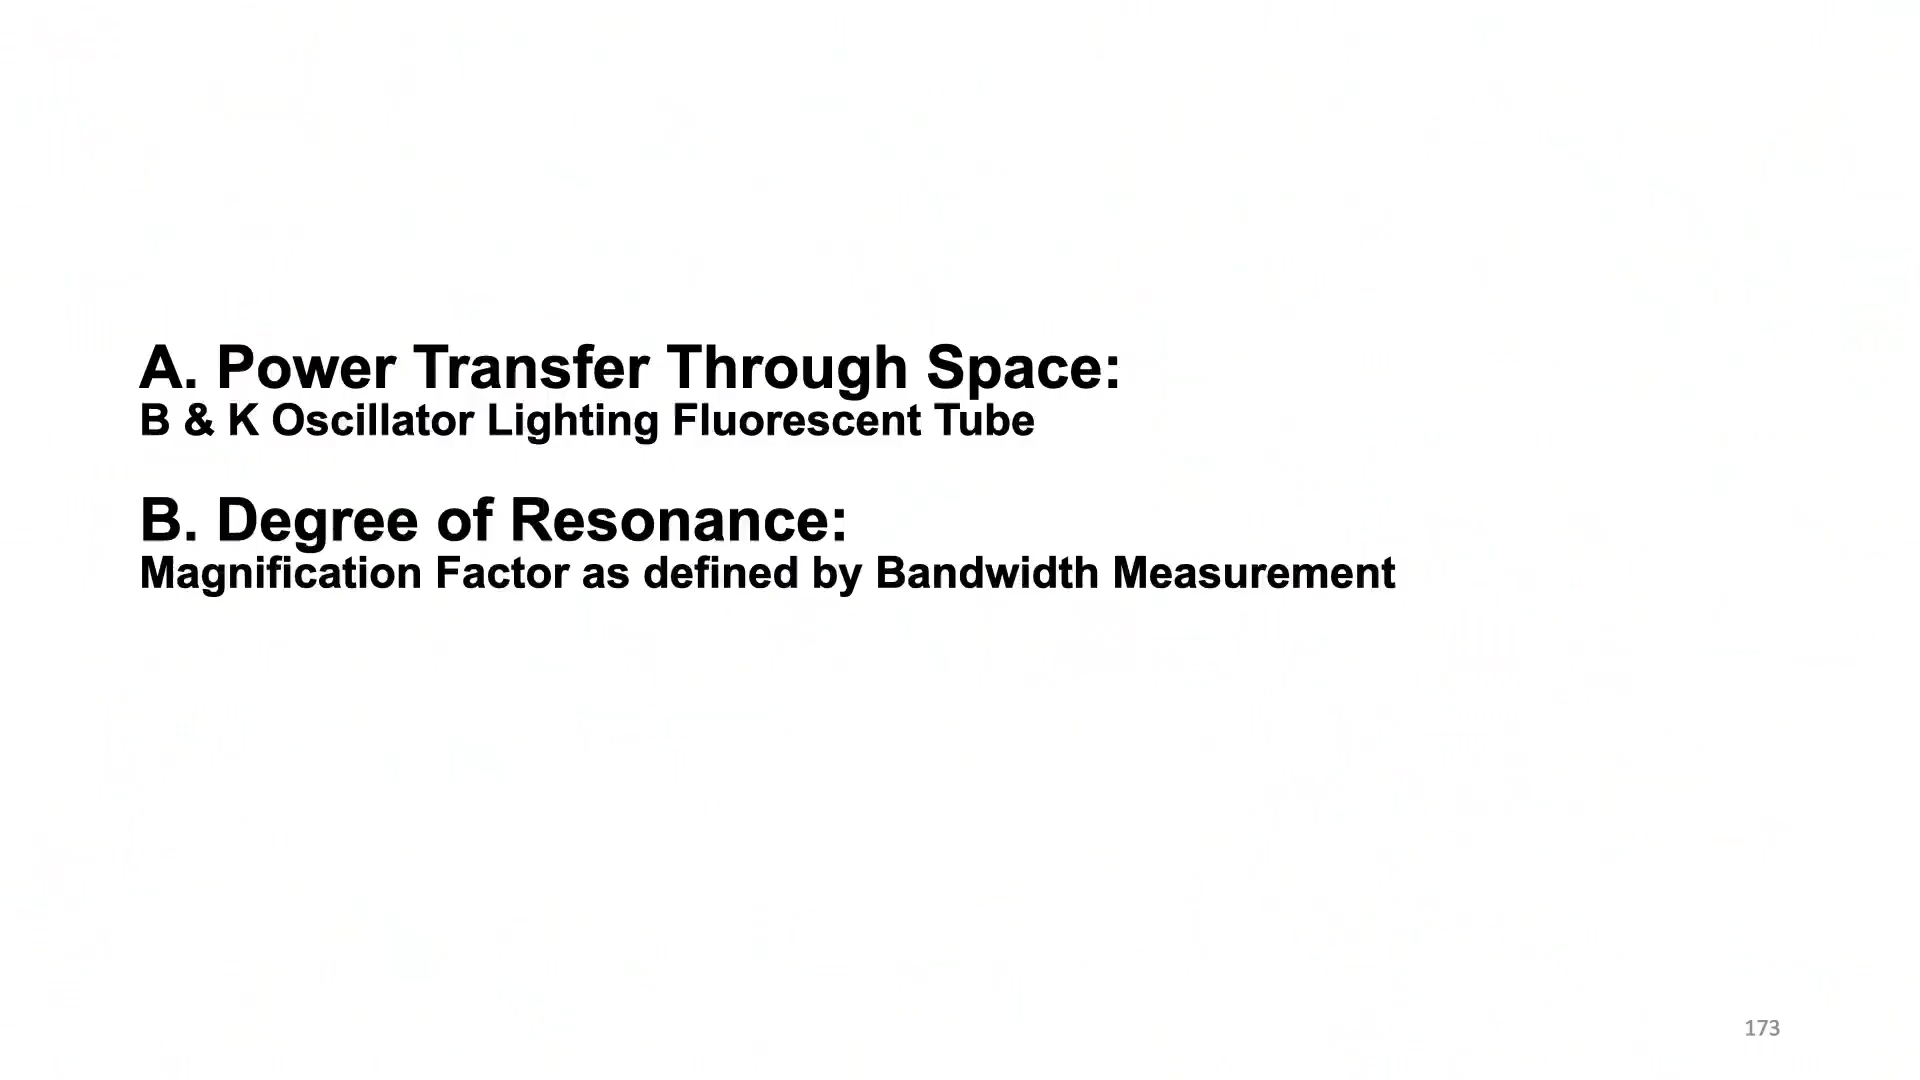 A. Power Transfer Through Space:
B & K Oscillator Lighting Fluorescent Tube
B. Degree of Resonance:
Magnification Factor as defined by Bandwidth Measurement
173